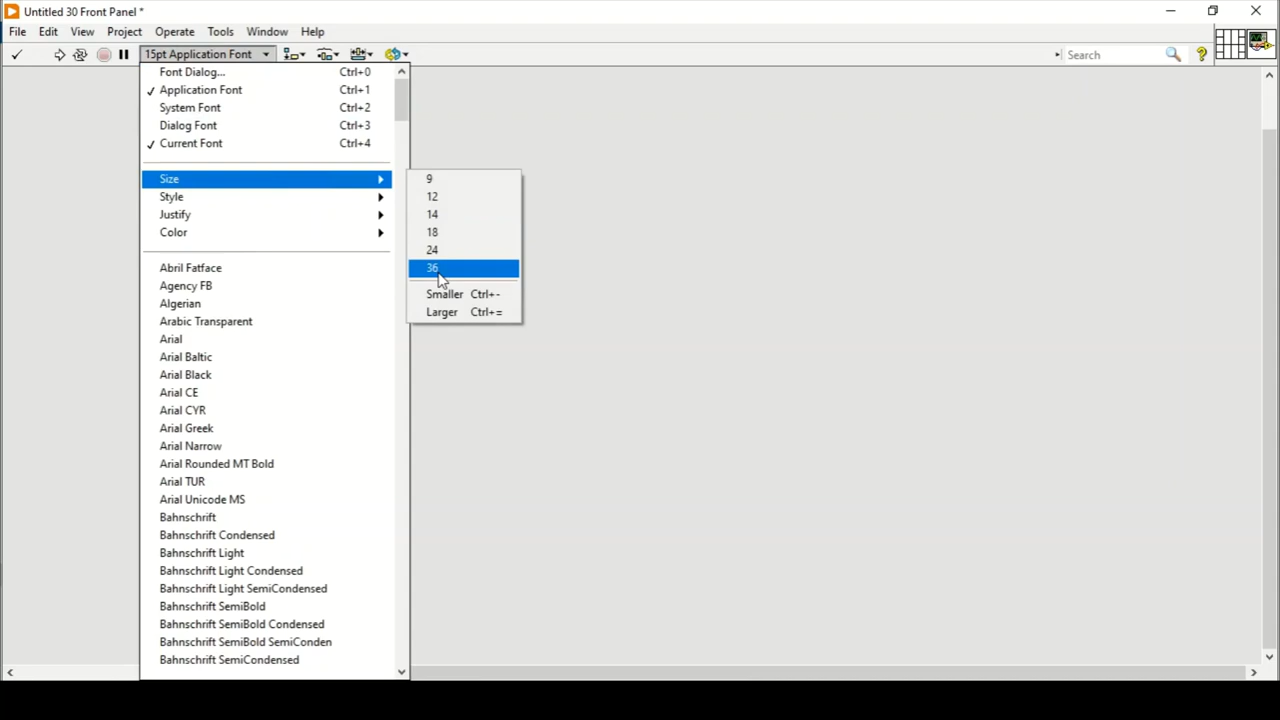 Untitled 30 Front Panel *
File Edit View Project Operate Tools Window Help
15pt Application Font
Search
Font Dialog... Ctrl+0
Application Font Ctrl+1
System Font Ctrl+2
Dialog Font Ctrl+3
Current Font Ctrl+4
Size
Style
Justify
Color
9
12
14
18
24
36
Smaller Ctrl+-
Larger Ctrl+=
Abril Fatface
Agency FB
Algerian
Arabic Transparent
Arial
Arial Baltic
Arial Black
Arial CE
Arial CYR
Arial Greek
Arial Narrow
Arial Rounded MT Bold
Arial TUR
Arial Unicode MS
Bahnschrift
Bahnschrift Condensed
Bahnschrift Light
Bahnschrift Light Condensed
Bahnschrift Light SemiCondensed
Bahnschrift SemiBold
Bahnschrift SemiBold Condensed
Bahnschrift SemiBold SemiConden
Bahnschrift SemiCondensed